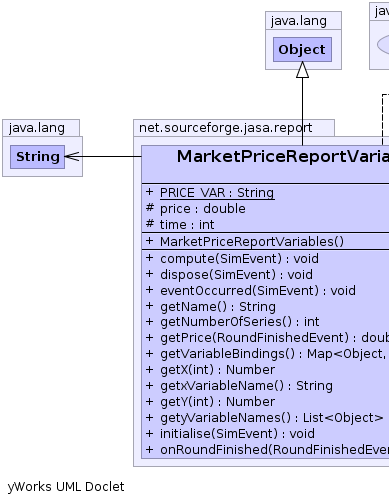 java.lang
java
Object
java.lang
net.sourceforge.jasa.report
String
MarketPriceReportVaria
+ PRICE_VAR : String
# price : double
# time : int
+ MarketPriceReportVariables()
+ compute(SimEvent) : void
+ dispose(SimEvent) : void
+ eventOccurred(SimEvent) : void
+ getName() : String
+ getNumberOfSeries() : int
+ getPrice(RoundFinishedEvent) : doub
+ getVariableBindings() : Map<Object,
+ getX(int) : Number
+ getxVariableName() : String
+ getY(int) : Number
+ getyVariableNames() : List<Object>
+ initialise(SimEvent) : void
+ onRoundFinished(RoundFinishedEve
yWorks UML Doclet